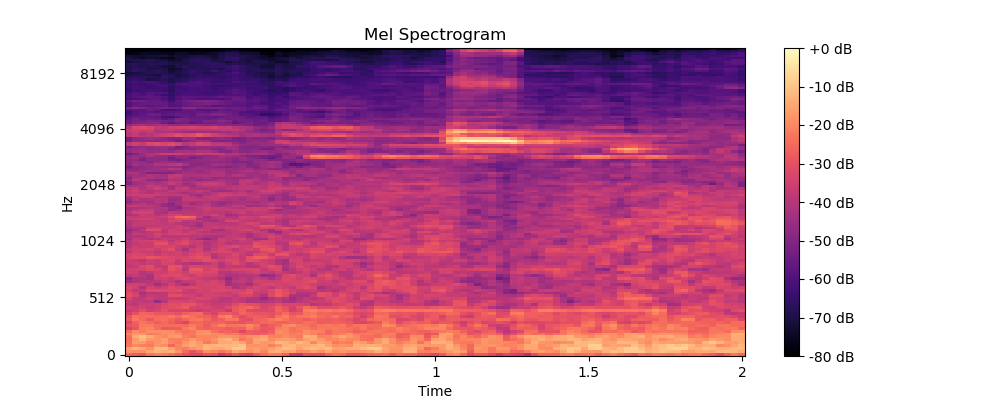 Mel Spectrogram
Hz
8192
4096
2048
1024
512
0
0
0.5
1
1.5
2
Time
+0 dB
-10 dB
-20 dB
-30 dB
-40 dB
-50 dB
-60 dB
-70 dB
-80 dB